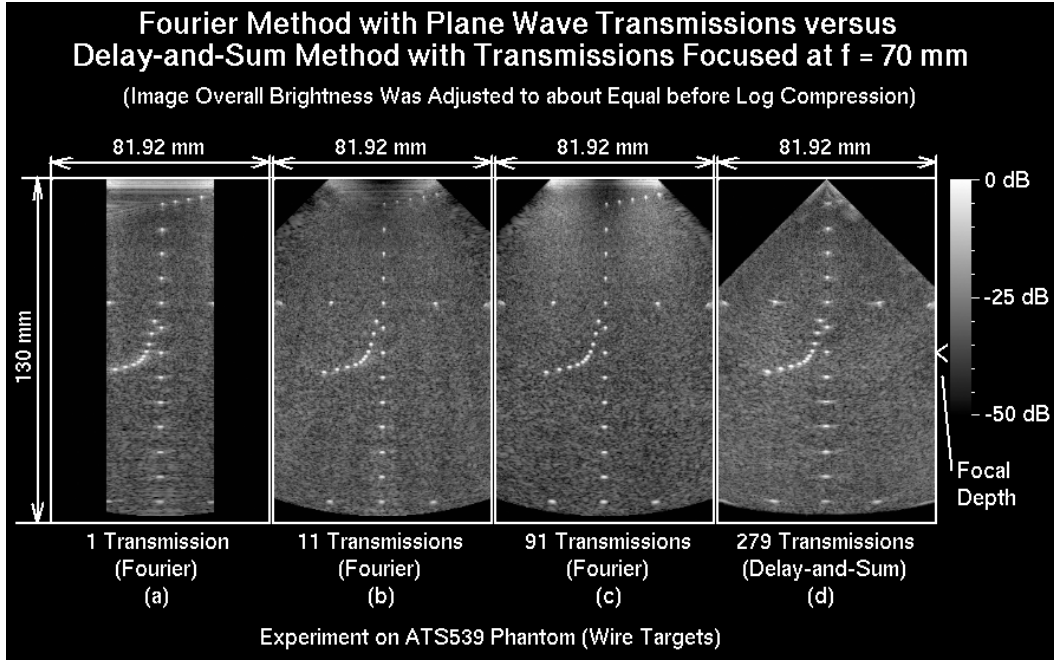 Fourier Method with Plane Wave Transmissions versus
Delay-and-Sum Method with Transmissions Focused at f = 70 mm
(Image Overall Brightness Was Adjusted to about Equal before Log Compression)
81.92 mm
81.92 mm
81.92 mm
81.92 mm
130 mm
0 dB
-25 dB
-50 dB
Focal
Depth
1 Transmission
(Fourier)
(a)
11 Transmissions
(Fourier)
(b)
91 Transmissions
(Fourier)
(c)
279 Transmissions
(Delay-and-Sum)
(d)
Experiment on ATS539 Phantom (Wire Targets)